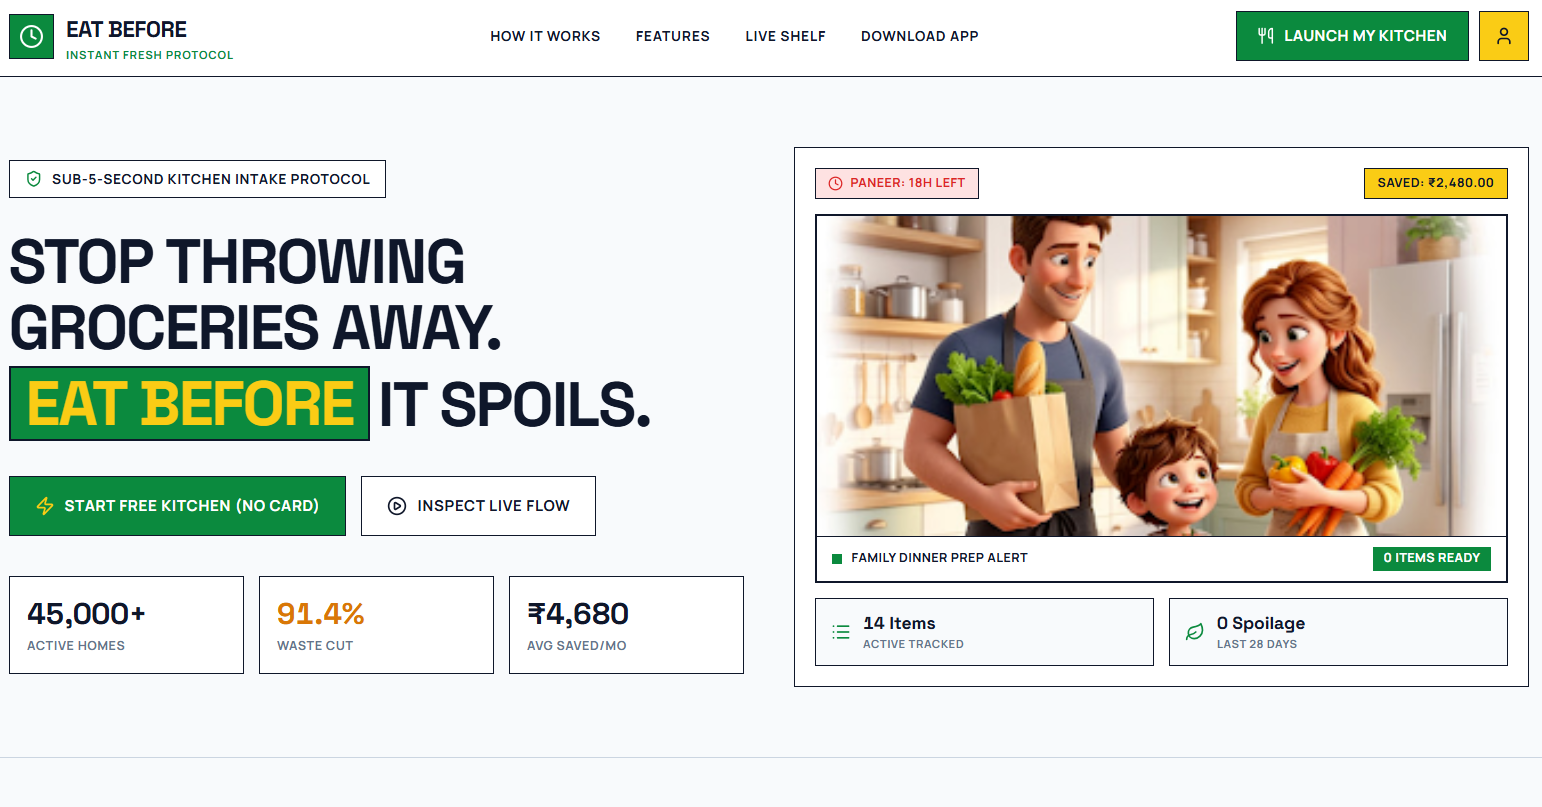 EAT BEFORE
INSTANT FRESH PROTOCOL
HOW IT WORKS
FEATURES
LIVE SHELF
DOWNLOAD APP
LAUNCH MY KITCHEN
SUB-5-SECOND KITCHEN INTAKE PROTOCOL
STOP THROWING
GROCERIES AWAY.
EAT BEFORE IT SPOILS.
START FREE KITCHEN (NO CARD)
INSPECT LIVE FLOW
45,000+
ACTIVE HOMES
91.4%
WASTE CUT
₹4,680
AVG SAVED/MO
PANEER: 18H LEFT
SAVED: ₹2,480.00
FAMILY DINNER PREP ALERT
0 ITEMS READY
14 Items
ACTIVE TRACKED
0 Spoilage
LAST 28 DAYS